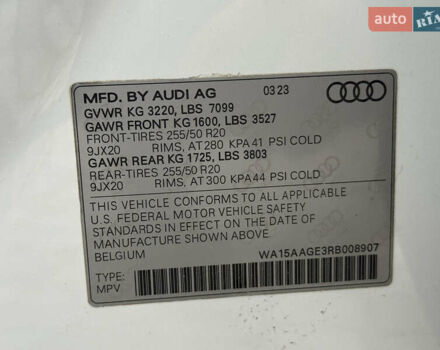 AUTO RIA
MFD. BY AUDI AG 03 23
GVWR KG 3220, LBS 7099
GAWR FRONT KG 1600, LBS 3527
FRONT-TIRES 255/50 R20
9JX20 RIMS, AT 280 KPA 41 PSI COLD
GAWR REAR KG 1725, LBS 3803
REAR-TIRES 255/50 R20
9JX20 RIMS, AT 300 KPA 44 PSI COLD
THIS VEHICLE CONFORMS TO ALL APPLICABLE
U.S. FEDERAL MOTOR VEHICLE SAFETY
STANDARDS IN EFFECT ON THE DATE OF
MANUFACTURE SHOWN ABOVE.
BELGIUM WA15AAGE3RB008907
TYPE:
MPV